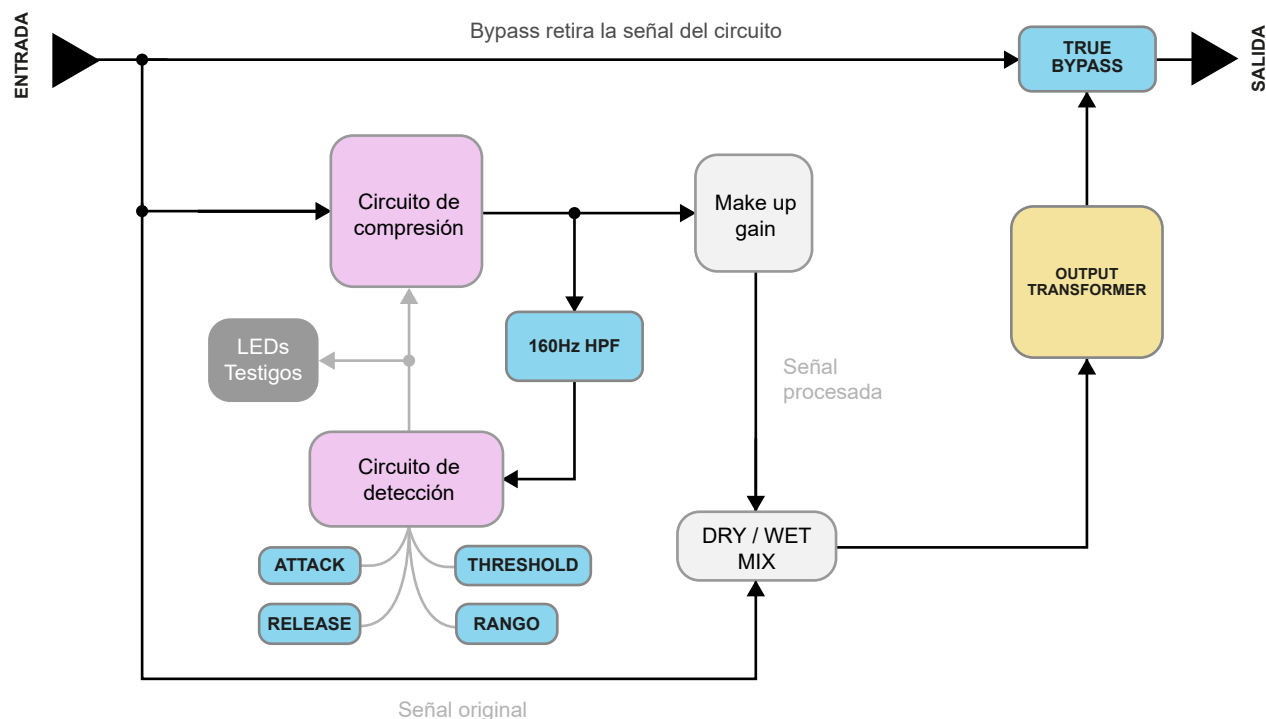 ENTRADA
Bypass retira la señal del circuito
TRUE
BYPASS
SALIDA
Circuito de
compresión
Make up
gain
OUTPUT
TRANSFORMER
LEDs
Testigos
160Hz HPF
Señal
procesada
Circuito de
detección
DRY / WET
MIX
ATTACK
THRESHOLD
RELEASE
RANGO
Señal original